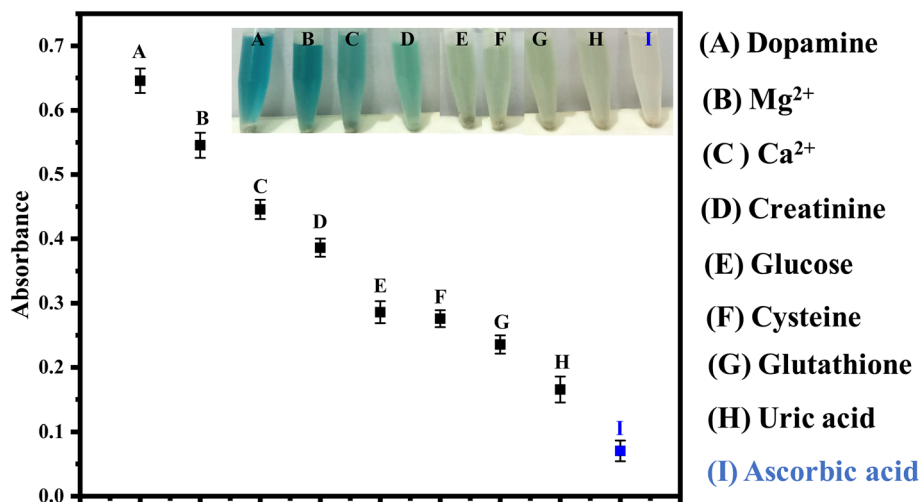 0.7
0.6
0.5
0.4
0.3
0.2
0.1
0.0
Absorbance
A
B
C
D
E
F
G
H
I
A B C D E F G H I
(A) Dopamine
(B) Mg²⁺
(C ) Ca²⁺
(D) Creatinine
(E) Glucose
(F) Cysteine
(G) Glutathione
(H) Uric acid
(I) Ascorbic acid